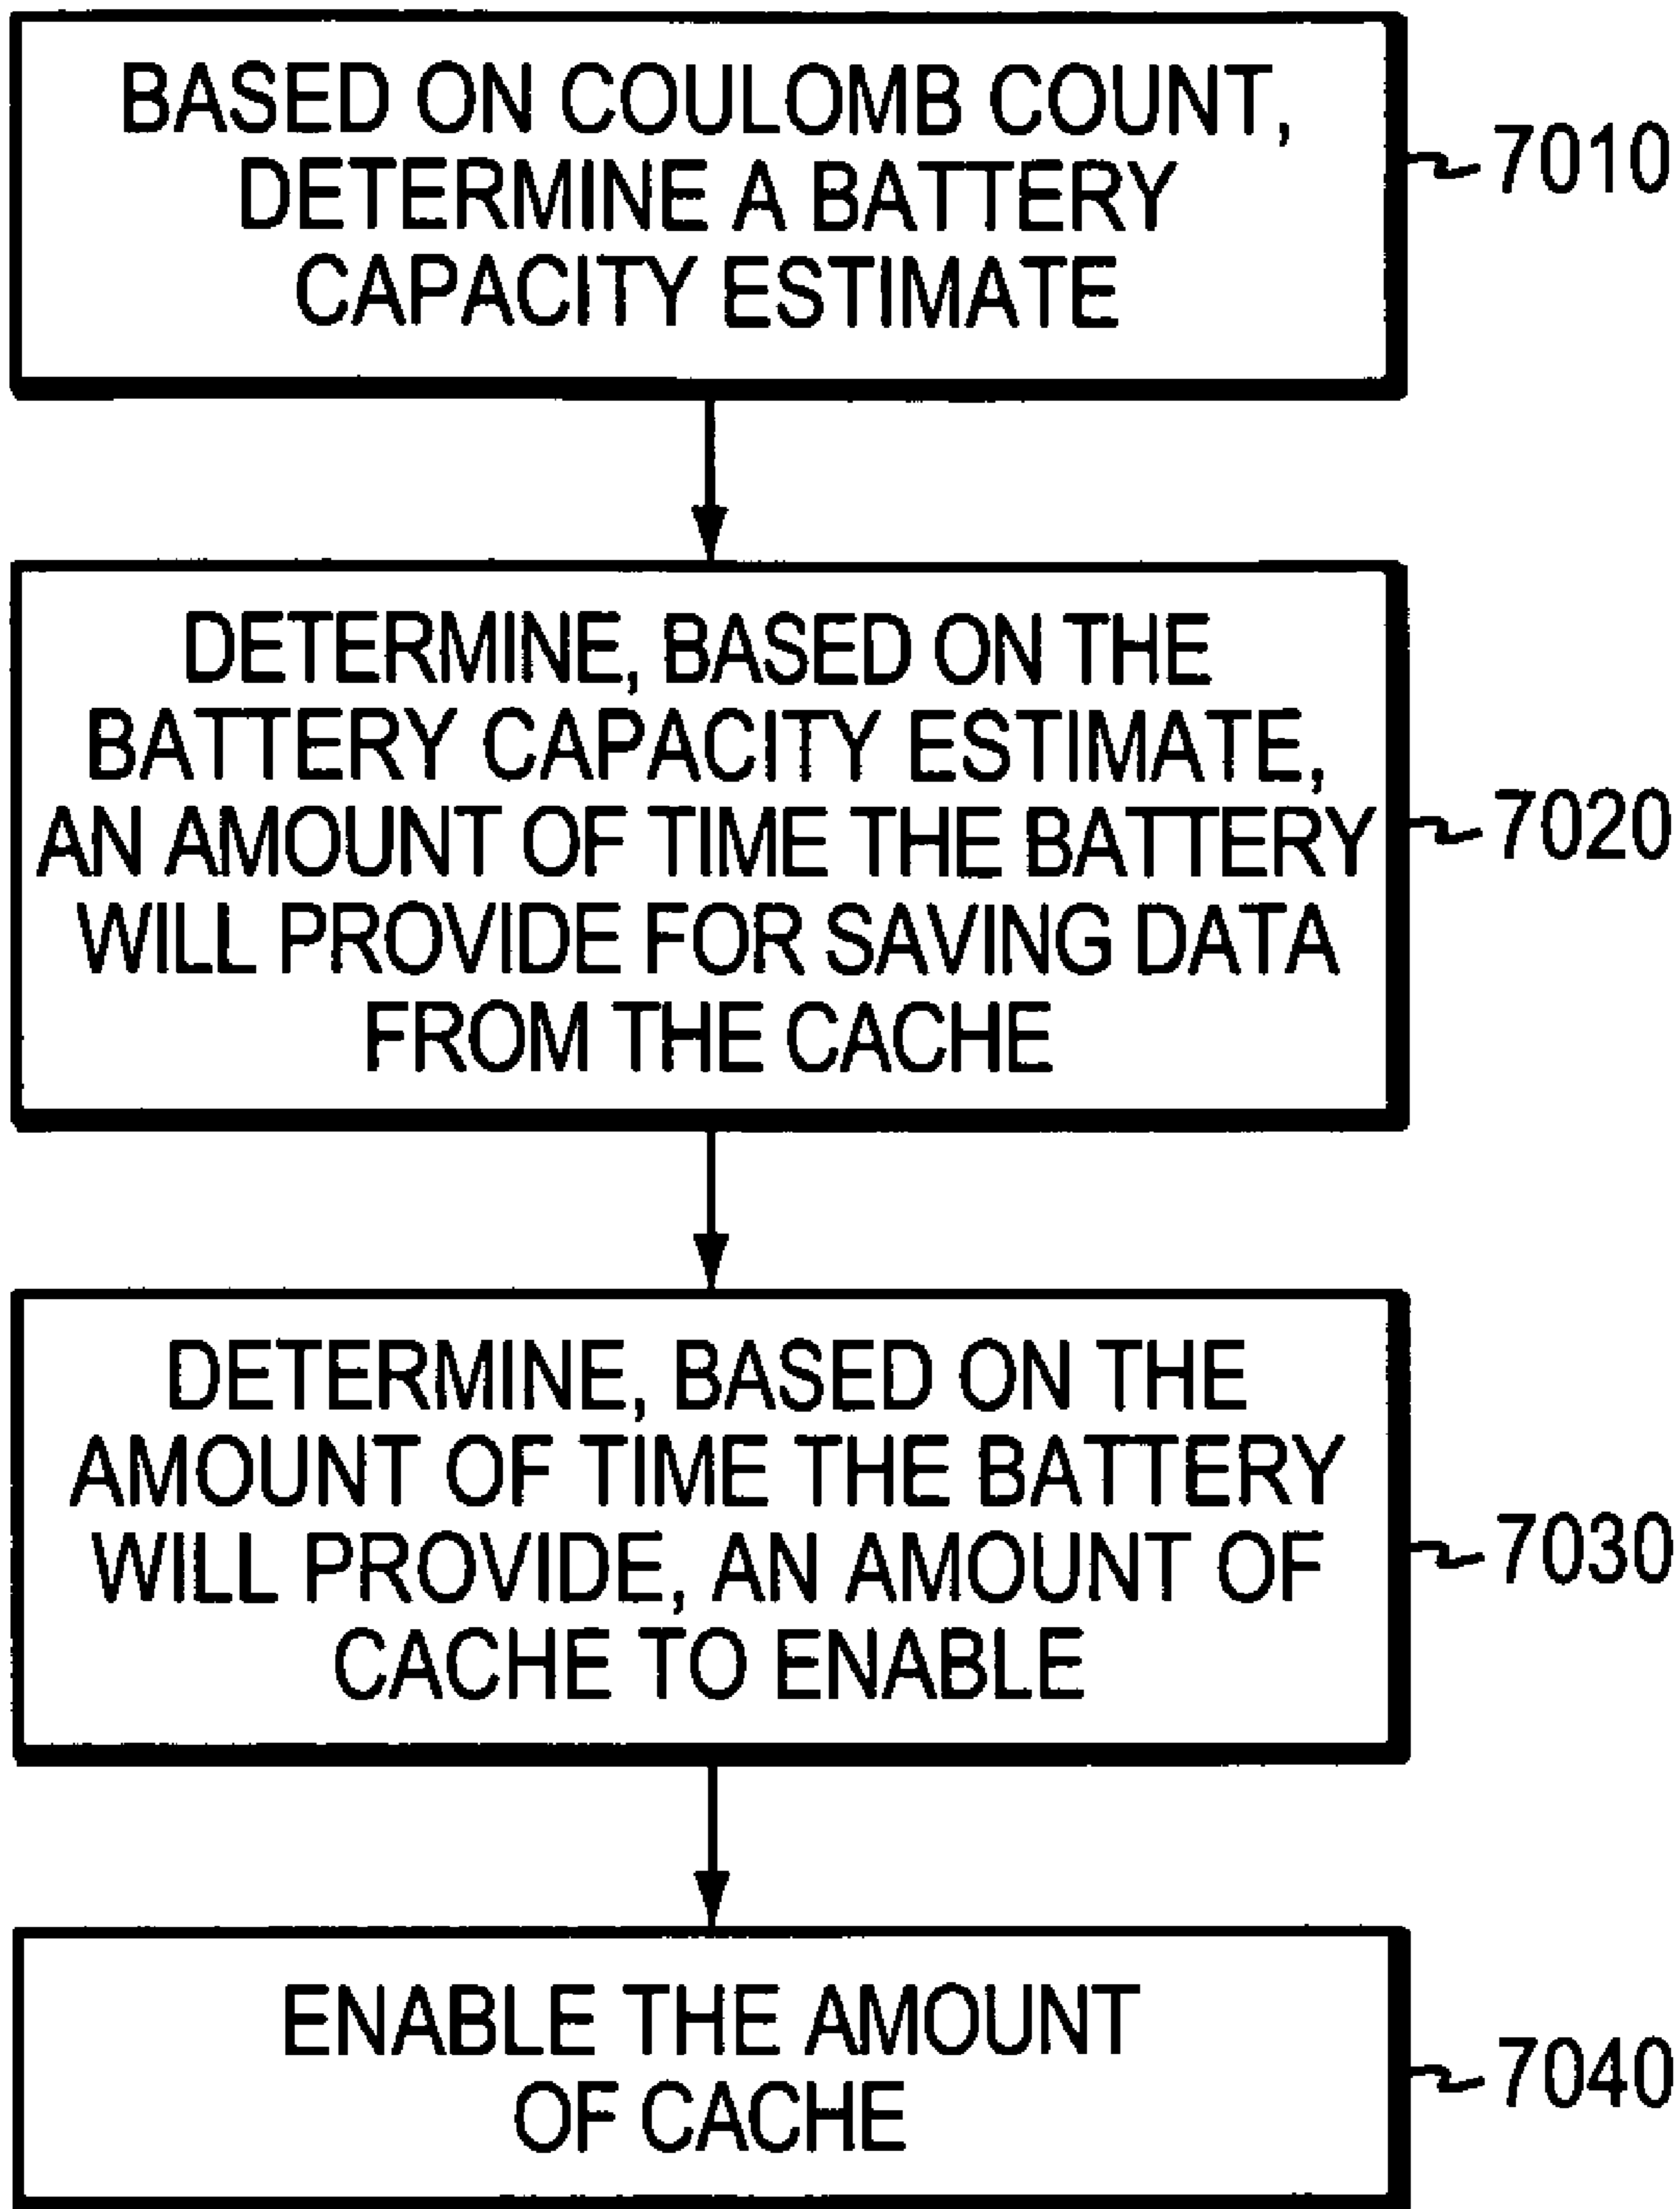 BASED ON COULOMB COUNT,
DETERMINE A BATTERY
CAPACITY ESTIMATE
7010
DETERMINE, BASED ON THE
BATTERY CAPACITY ESTIMATE,
AN AMOUNT OF TIME THE BATTERY
WILL PROVIDE FOR SAVING DATA
FROM THE CACHE
7020
DETERMINE, BASED ON THE
AMOUNT OF TIME THE BATTERY
WILL PROVIDE, AN AMOUNT OF
CACHE TO ENABLE
7030
ENABLE THE AMOUNT
OF CACHE
7040